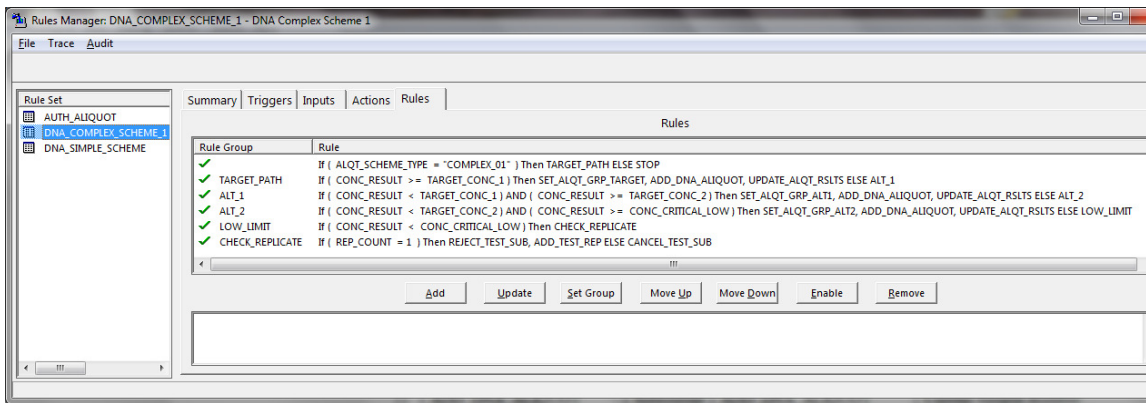 Rules Manager: DNA_COMPLEX_SCHEME_1 - DNA Complex Scheme 1
File Trace Audit
Rule Set
AUTH_ALIQUOT
DNA_COMPLEX_SCHEME_1
DNA_SIMPLE_SCHEME
Summary Triggers Inputs Actions Rules
Rules
Rule Group Rule
If ( ALQT_SCHEME_TYPE = "COMPLEX_01" ) Then TARGET_PATH ELSE STOP
TARGET_PATH If ( CONC_RESULT >= TARGET_CONC_1 ) Then SET_ALQT_GRP_TARGET, ADD_DNA_ALIQUOT, UPDATE_ALQT_RSLTS ELSE ALT_1
ALT_1 If ( CONC_RESULT < TARGET_CONC_1 ) AND ( CONC_RESULT >= TARGET_CONC_2 ) Then SET_ALQT_GRP_ALT1, ADD_DNA_ALIQUOT, UPDATE_ALQT_RSLTS ELSE ALT_2
ALT_2 If ( CONC_RESULT < TARGET_CONC_2 ) AND ( CONC_RESULT >= CONC_CRITICAL_LOW ) Then SET_ALQT_GRP_ALT2, ADD_DNA_ALIQUOT, UPDATE_ALQT_RSLTS ELSE LOW_LIMIT
LOW_LIMIT If ( CONC_RESULT < CONC_CRITICAL_LOW ) Then CHECK_REPLICATE
CHECK_REPLICATE If ( REP_COUNT = 1 ) Then REJECT_TEST_SUB, ADD_TEST_REP ELSE CANCEL_TEST_SUB
Add Update Set Group Move Up Move Down Enable Remove